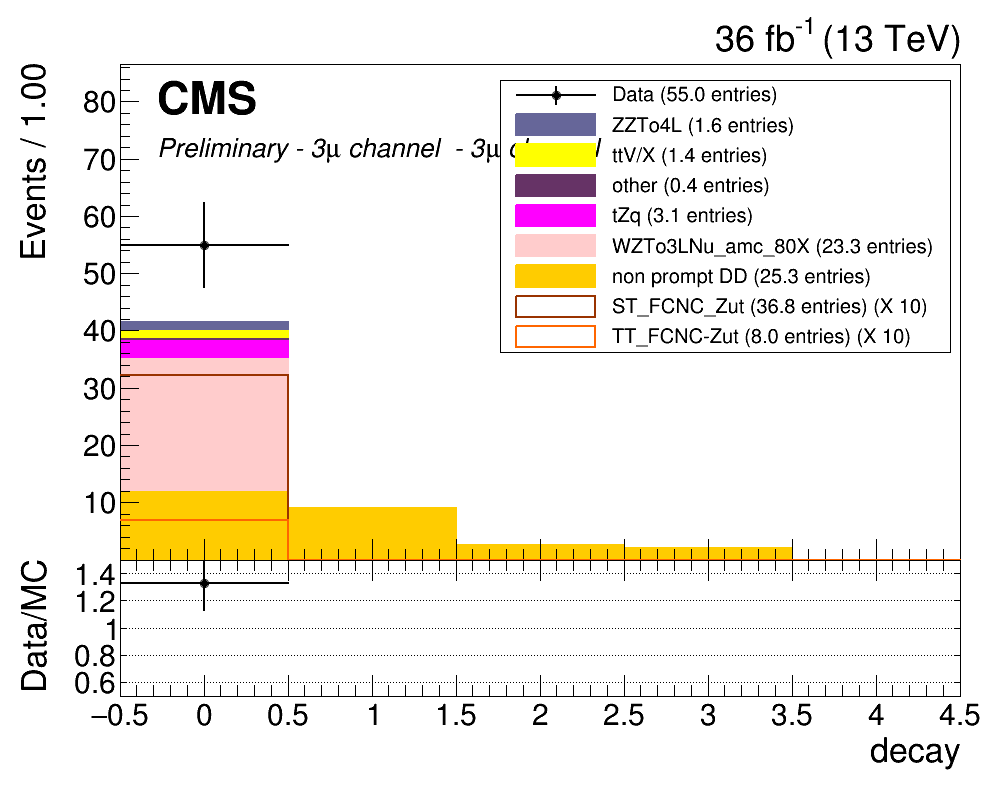 36 fb-1 (13 TeV)
CMS
Preliminary - 3μ channel - 3μ channel
Events / 1.00
80
70
60
50
40
30
20
10
Data (55.0 entries)
ZZTo4L (1.6 entries)
ttV/X (1.4 entries)
other (0.4 entries)
tZq (3.1 entries)
WZTo3LNu_amc_80X (23.3 entries)
non prompt DD (25.3 entries)
ST_FCNC_Zut (36.8 entries) (X 10)
TT_FCNC-Zut (8.0 entries) (X 10)
Data/MC
1.4
1.2
1
0.8
0.6
−0.5 0 0.5 1 1.5 2 2.5 3 3.5 4 4.5
decay